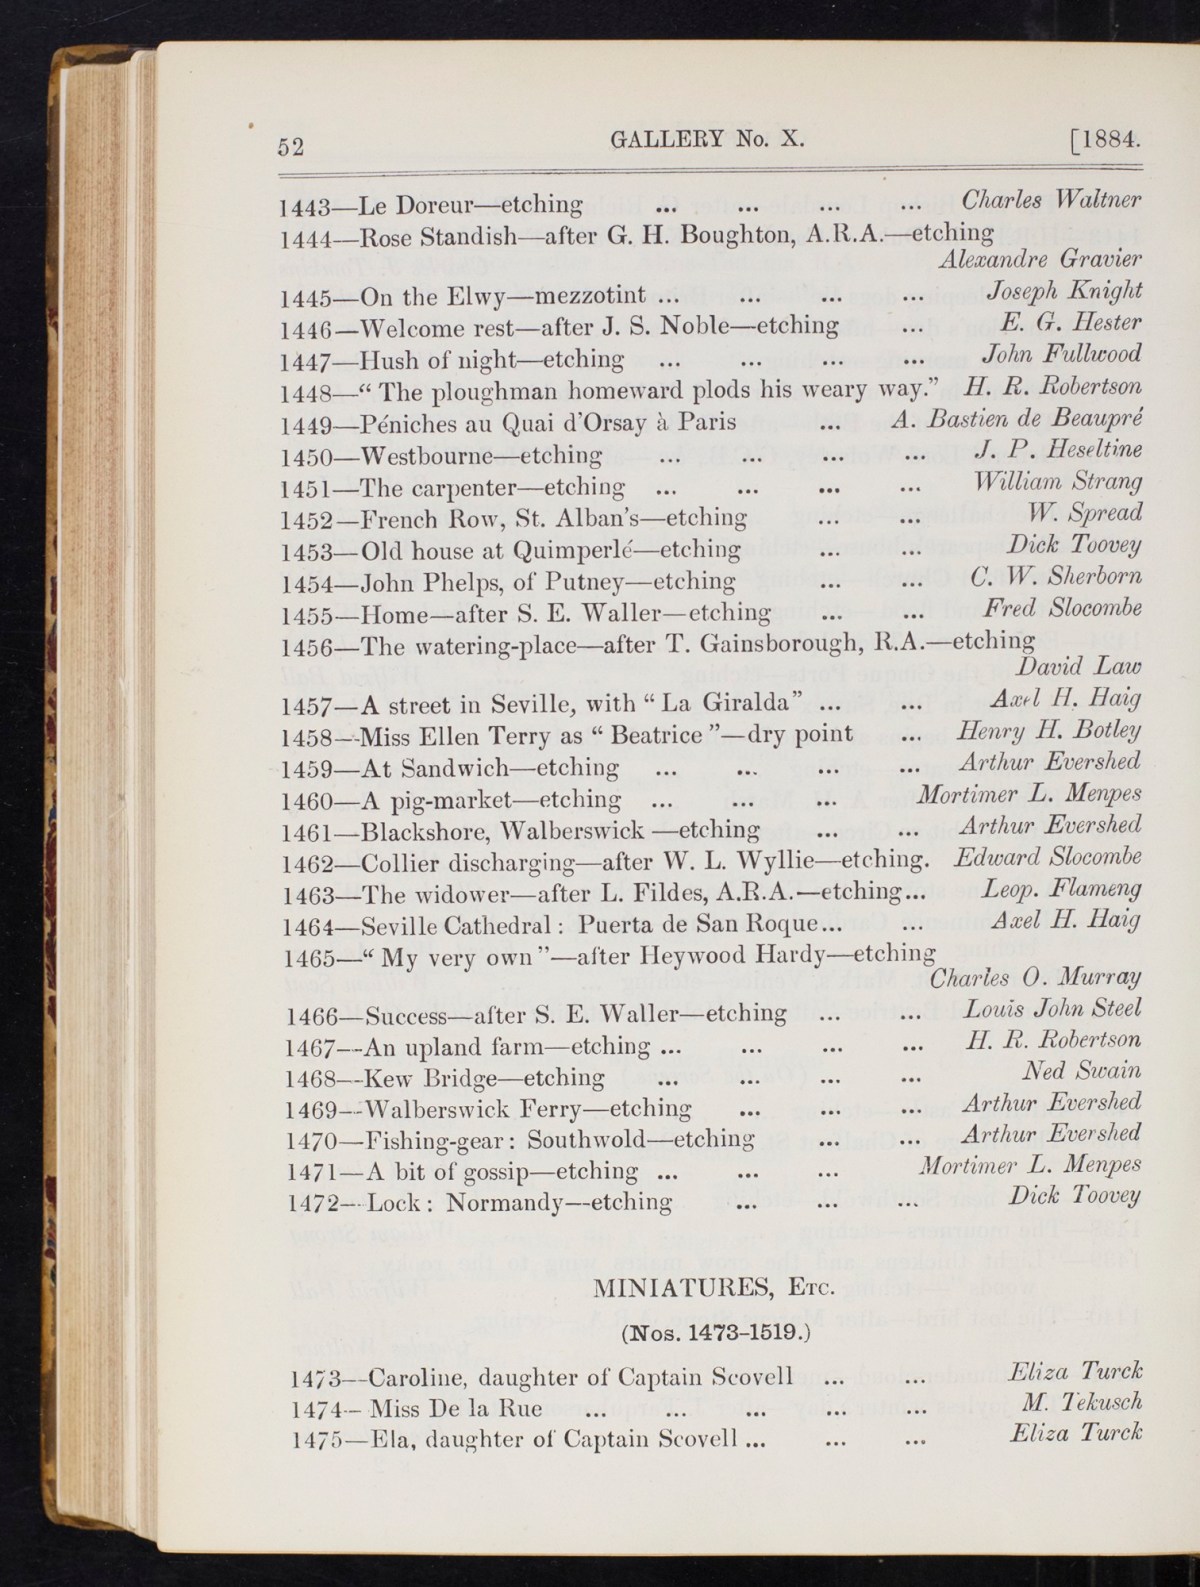 52 GALLERY No. X. [1884.
1443—Le Doreur—etching ... ... ... ... Charles Waltner
1444—Rose Standish—after G. H. Boughton, A.R.A.—etching
Alexandre Gravier
1445—On the Elwy—mezzotint ... ... ... ... Joseph Knight
1446—Welcome rest—after J. S. Noble—etching ... E. G. Hester
1447—Hush of night—etching ... ... ... ... John Fullwood
1448—“The ploughman homeward plods his weary way.” H. R. Robertson
1449—Péniches au Quai d'Orsay à Paris ... A. Bastien de Beaupré
1450—Westbourne—etching ... ... ... ... J. P. Heseltine
1451—The carpenter—etching ... ... ... ... William Strang
1452—French Row, St. Alban's—etching ... ... W. Spread
1453—Old house at Quimperlé—etching ... ... Dick Toovey
1454—John Phelps, of Putney—etching ... ... C. W. Sherborn
1455—Home—after S. E. Waller—etching ... ... Fred Slocombe
1456—The watering-place—after T. Gainsborough, R.A.—etching
David Law
1457—A street in Seville, with “La Giralda” ... ... Axel H. Haig
1458—Miss Ellen Terry as “Beatrice”—dry point ... Henry H. Botley
1459—At Sandwich—etching ... ... ... ... Arthur Evershed
1460—A pig-market—etching ... ... ... Mortimer L. Menpes
1461—Blackshore, Walberswick—etching ... ... Arthur Evershed
1462—Collier discharging—after W. L. Wyllie—etching. Edward Slocombe
1463—The widower—after L. Fildes, A.R.A.—etching... Leop. Flameng
1464—Seville Cathedral: Puerta de San Roque... ... Axel H. Haig
1465—“My very own”—after Heywood Hardy—etching
Charles O. Murray
1466—Success—after S. E. Waller—etching ... ... Louis John Steel
1467—An upland farm—etching ... ... ... ... H. R. Robertson
1468—Kew Bridge—etching ... ... ... ... Ned Swain
1469—Walberswick Ferry—etching ... ... ... Arthur Evershed
1470—Fishing-gear: Southwold—etching ... ... Arthur Evershed
1471—A bit of gossip—etching ... ... ... Mortimer L. Menpes
1472—Lock: Normandy—etching ... ... ... Dick Toovey
MINIATURES, ETC.
(Nos. 1473-1519.)
1473—Caroline, daughter of Captain Scovell ... ... Eliza Turck
1474—Miss De la Rue ... ... ... ... ... M. Tekusch
1475—Ela, daughter of Captain Scovell ... ... ... Eliza Turck